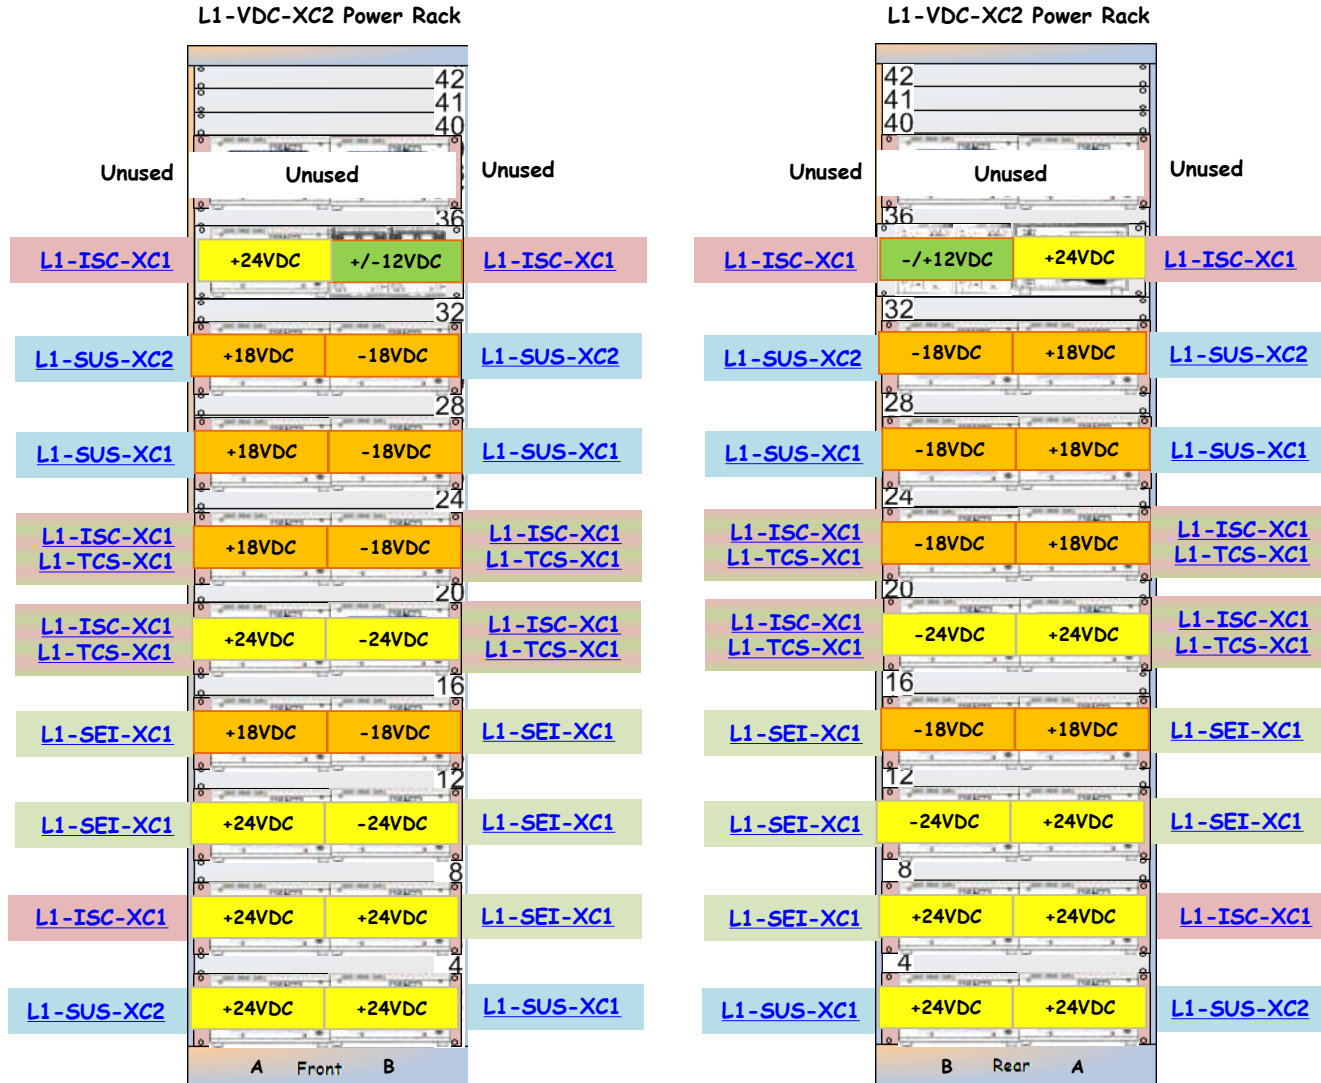 L1-VDC-XC2 Power Rack
42
41
40
Unused Unused Unused
36
L1-ISC-XC1 +24VDC +/-12VDC L1-ISC-XC1
32
L1-SUS-XC2 +18VDC -18VDC L1-SUS-XC2
28
L1-SUS-XC1 +18VDC -18VDC L1-SUS-XC1
24
L1-ISC-XC1 L1-ISC-XC1
+18VDC -18VDC
L1-TCS-XC1 L1-TCS-XC1
20
L1-ISC-XC1 L1-ISC-XC1
+24VDC -24VDC
L1-TCS-XC1 L1-TCS-XC1
16
L1-SEI-XC1 +18VDC -18VDC L1-SEI-XC1
12
L1-SEI-XC1 +24VDC -24VDC L1-SEI-XC1
8
L1-ISC-XC1 +24VDC +24VDC L1-SEI-XC1
4
L1-SUS-XC2 +24VDC +24VDC L1-SUS-XC1
A Front B
L1-VDC-XC2 Power Rack
42
41
40
Unused Unused Unused
36
L1-ISC-XC1 -/+12VDC +24VDC L1-ISC-XC1
32
L1-SUS-XC2 -18VDC +18VDC L1-SUS-XC2
28
L1-SUS-XC1 -18VDC +18VDC L1-SUS-XC1
24
L1-ISC-XC1 L1-ISC-XC1
-18VDC +18VDC
L1-TCS-XC1 L1-TCS-XC1
20
L1-ISC-XC1 L1-ISC-XC1
-24VDC +24VDC
L1-TCS-XC1 L1-TCS-XC1
16
L1-SEI-XC1 -18VDC +18VDC L1-SEI-XC1
12
L1-SEI-XC1 -24VDC +24VDC L1-SEI-XC1
8
L1-SEI-XC1 +24VDC +24VDC L1-ISC-XC1
4
L1-SUS-XC1 +24VDC +24VDC L1-SUS-XC2
B Rear A